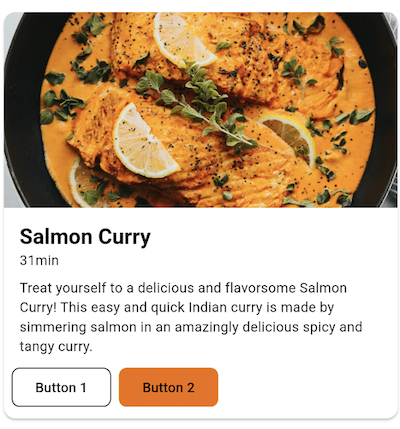 Salmon Curry
31min
Treat yourself to a delicious and flavorsome Salmon
Curry! This easy and quick Indian curry is made by
simmering salmon in an amazingly delicious spicy and
tangy curry.
Button 1
Button 2